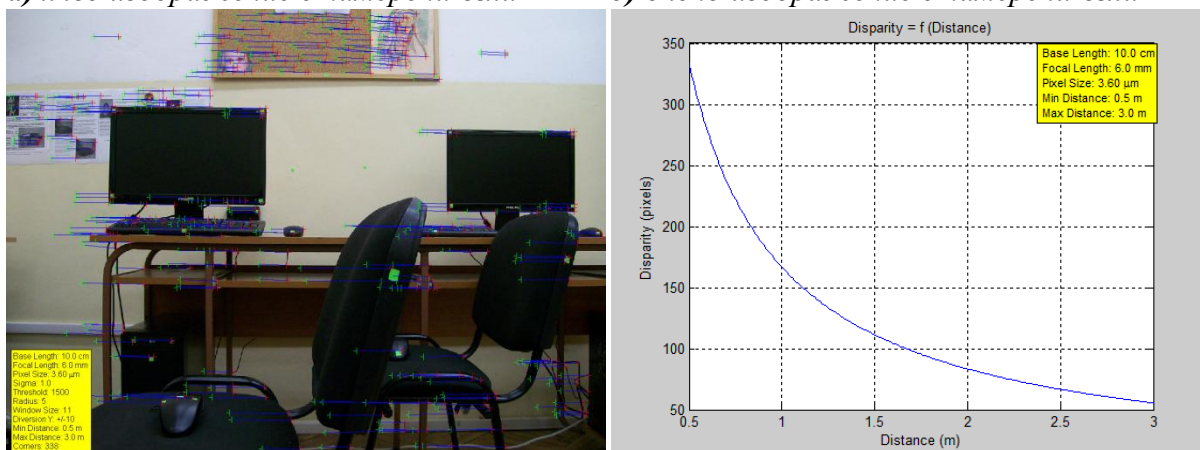 Disparity = f (Distance)
350
300
250
200
150
100
50
0.5
1
1.5
2
2.5
3
Disparity (pixels)
Distance (m)
Base Length: 10.0 cm
Focal Length: 6.0 mm
Pixel Size: 3.60 µm
Min Distance: 0.5 m
Max Distance: 3.0 m
Base Length: 10.0 cm
Focal Length: 6.0 mm
Pixel Size: 3.60 µm
Sigma: 1.0
Threshold: 1500
Radius: 5
Window Size: 11
Diversion Y: +/-10
Min Distance: 0.5 m
Max Distance: 3.0 m
Corners: 338